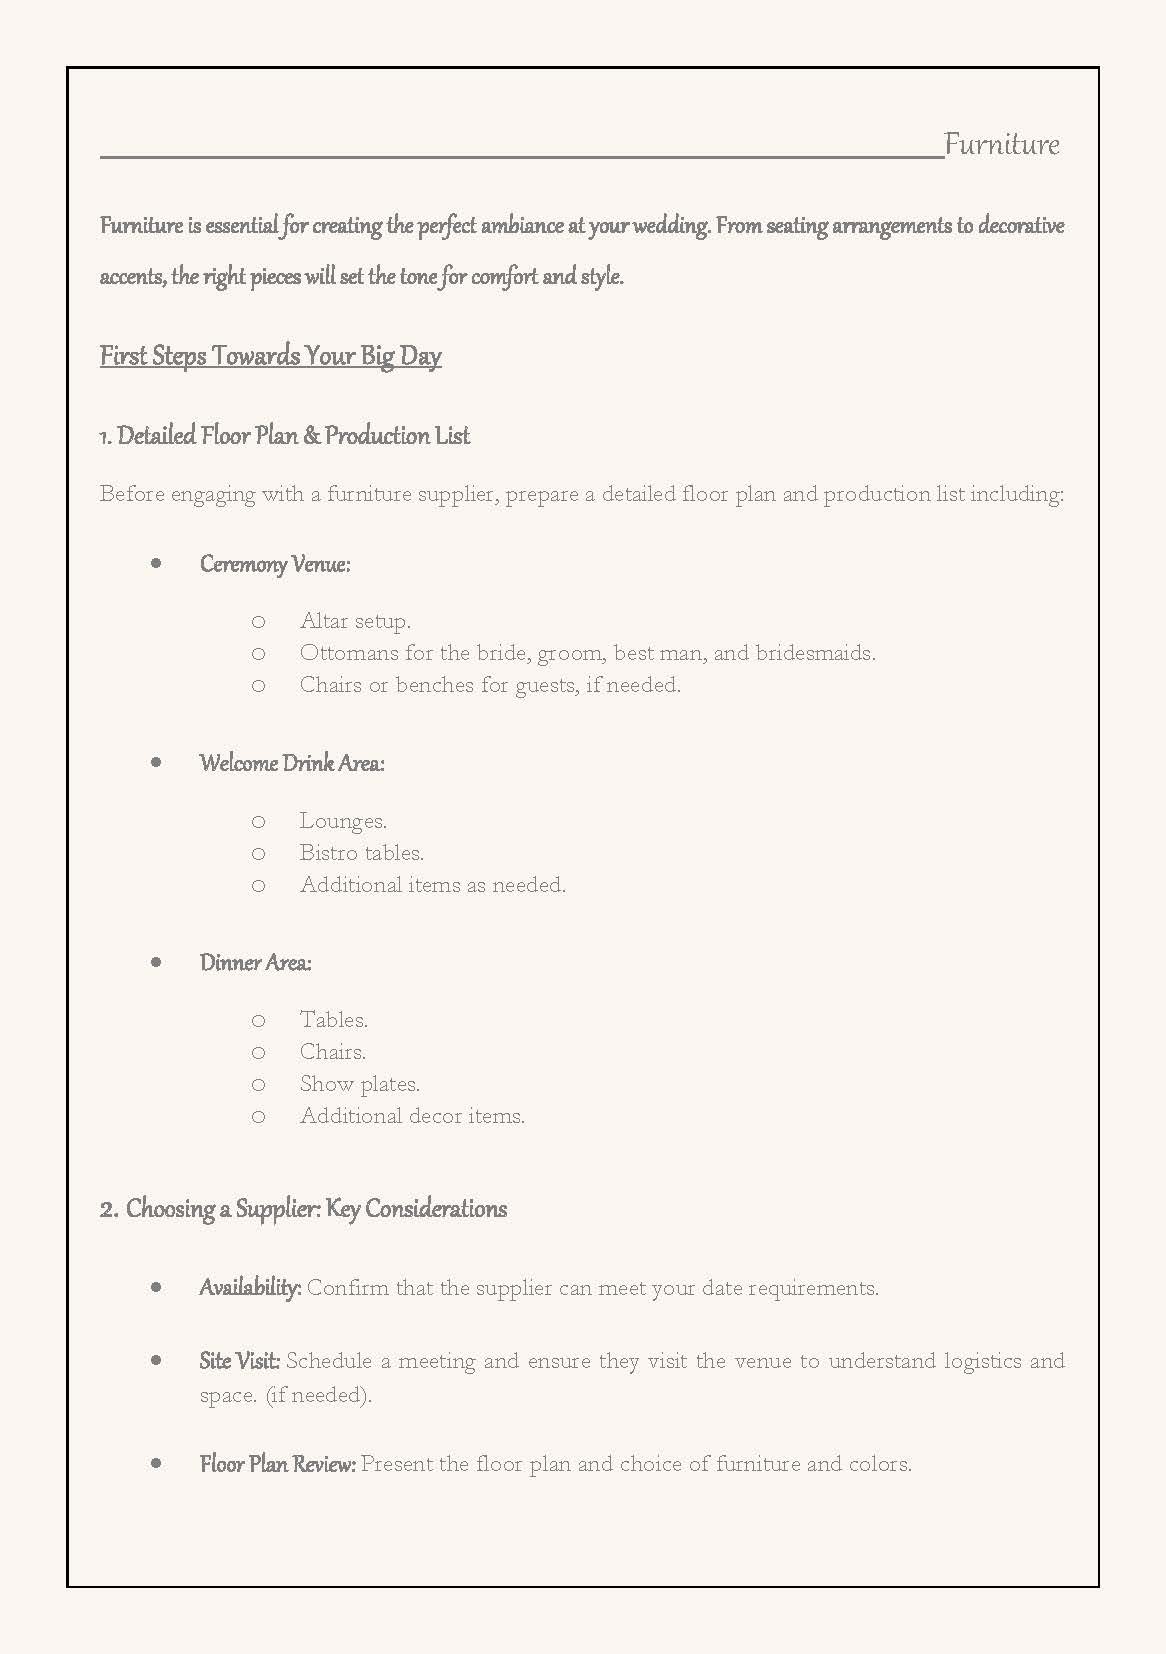 Furniture
Furniture is essential for creating the perfect ambiance at your wedding. From seating arrangements to decorative
accents, the right pieces will set the tone for comfort and style.
First Steps Towards Your Big Day
1. Detailed Floor Plan & Production List
Before engaging with a furniture supplier, prepare a detailed floor plan and production list including:
• Ceremony Venue:
o Altar setup.
o Ottomans for the bride, groom, best man, and bridesmaids.
o Chairs or benches for guests, if needed.
• Welcome Drink Area:
o Lounges.
o Bistro tables.
o Additional items as needed.
• Dinner Area:
o Tables.
o Chairs.
o Show plates.
o Additional decor items.
2. Choosing a Supplier: Key Considerations
• Availability: Confirm that the supplier can meet your date requirements.
• Site Visit: Schedule a meeting and ensure they visit the venue to understand logistics and
space. (if needed).
• Floor Plan Review: Present the floor plan and choice of furniture and colors.